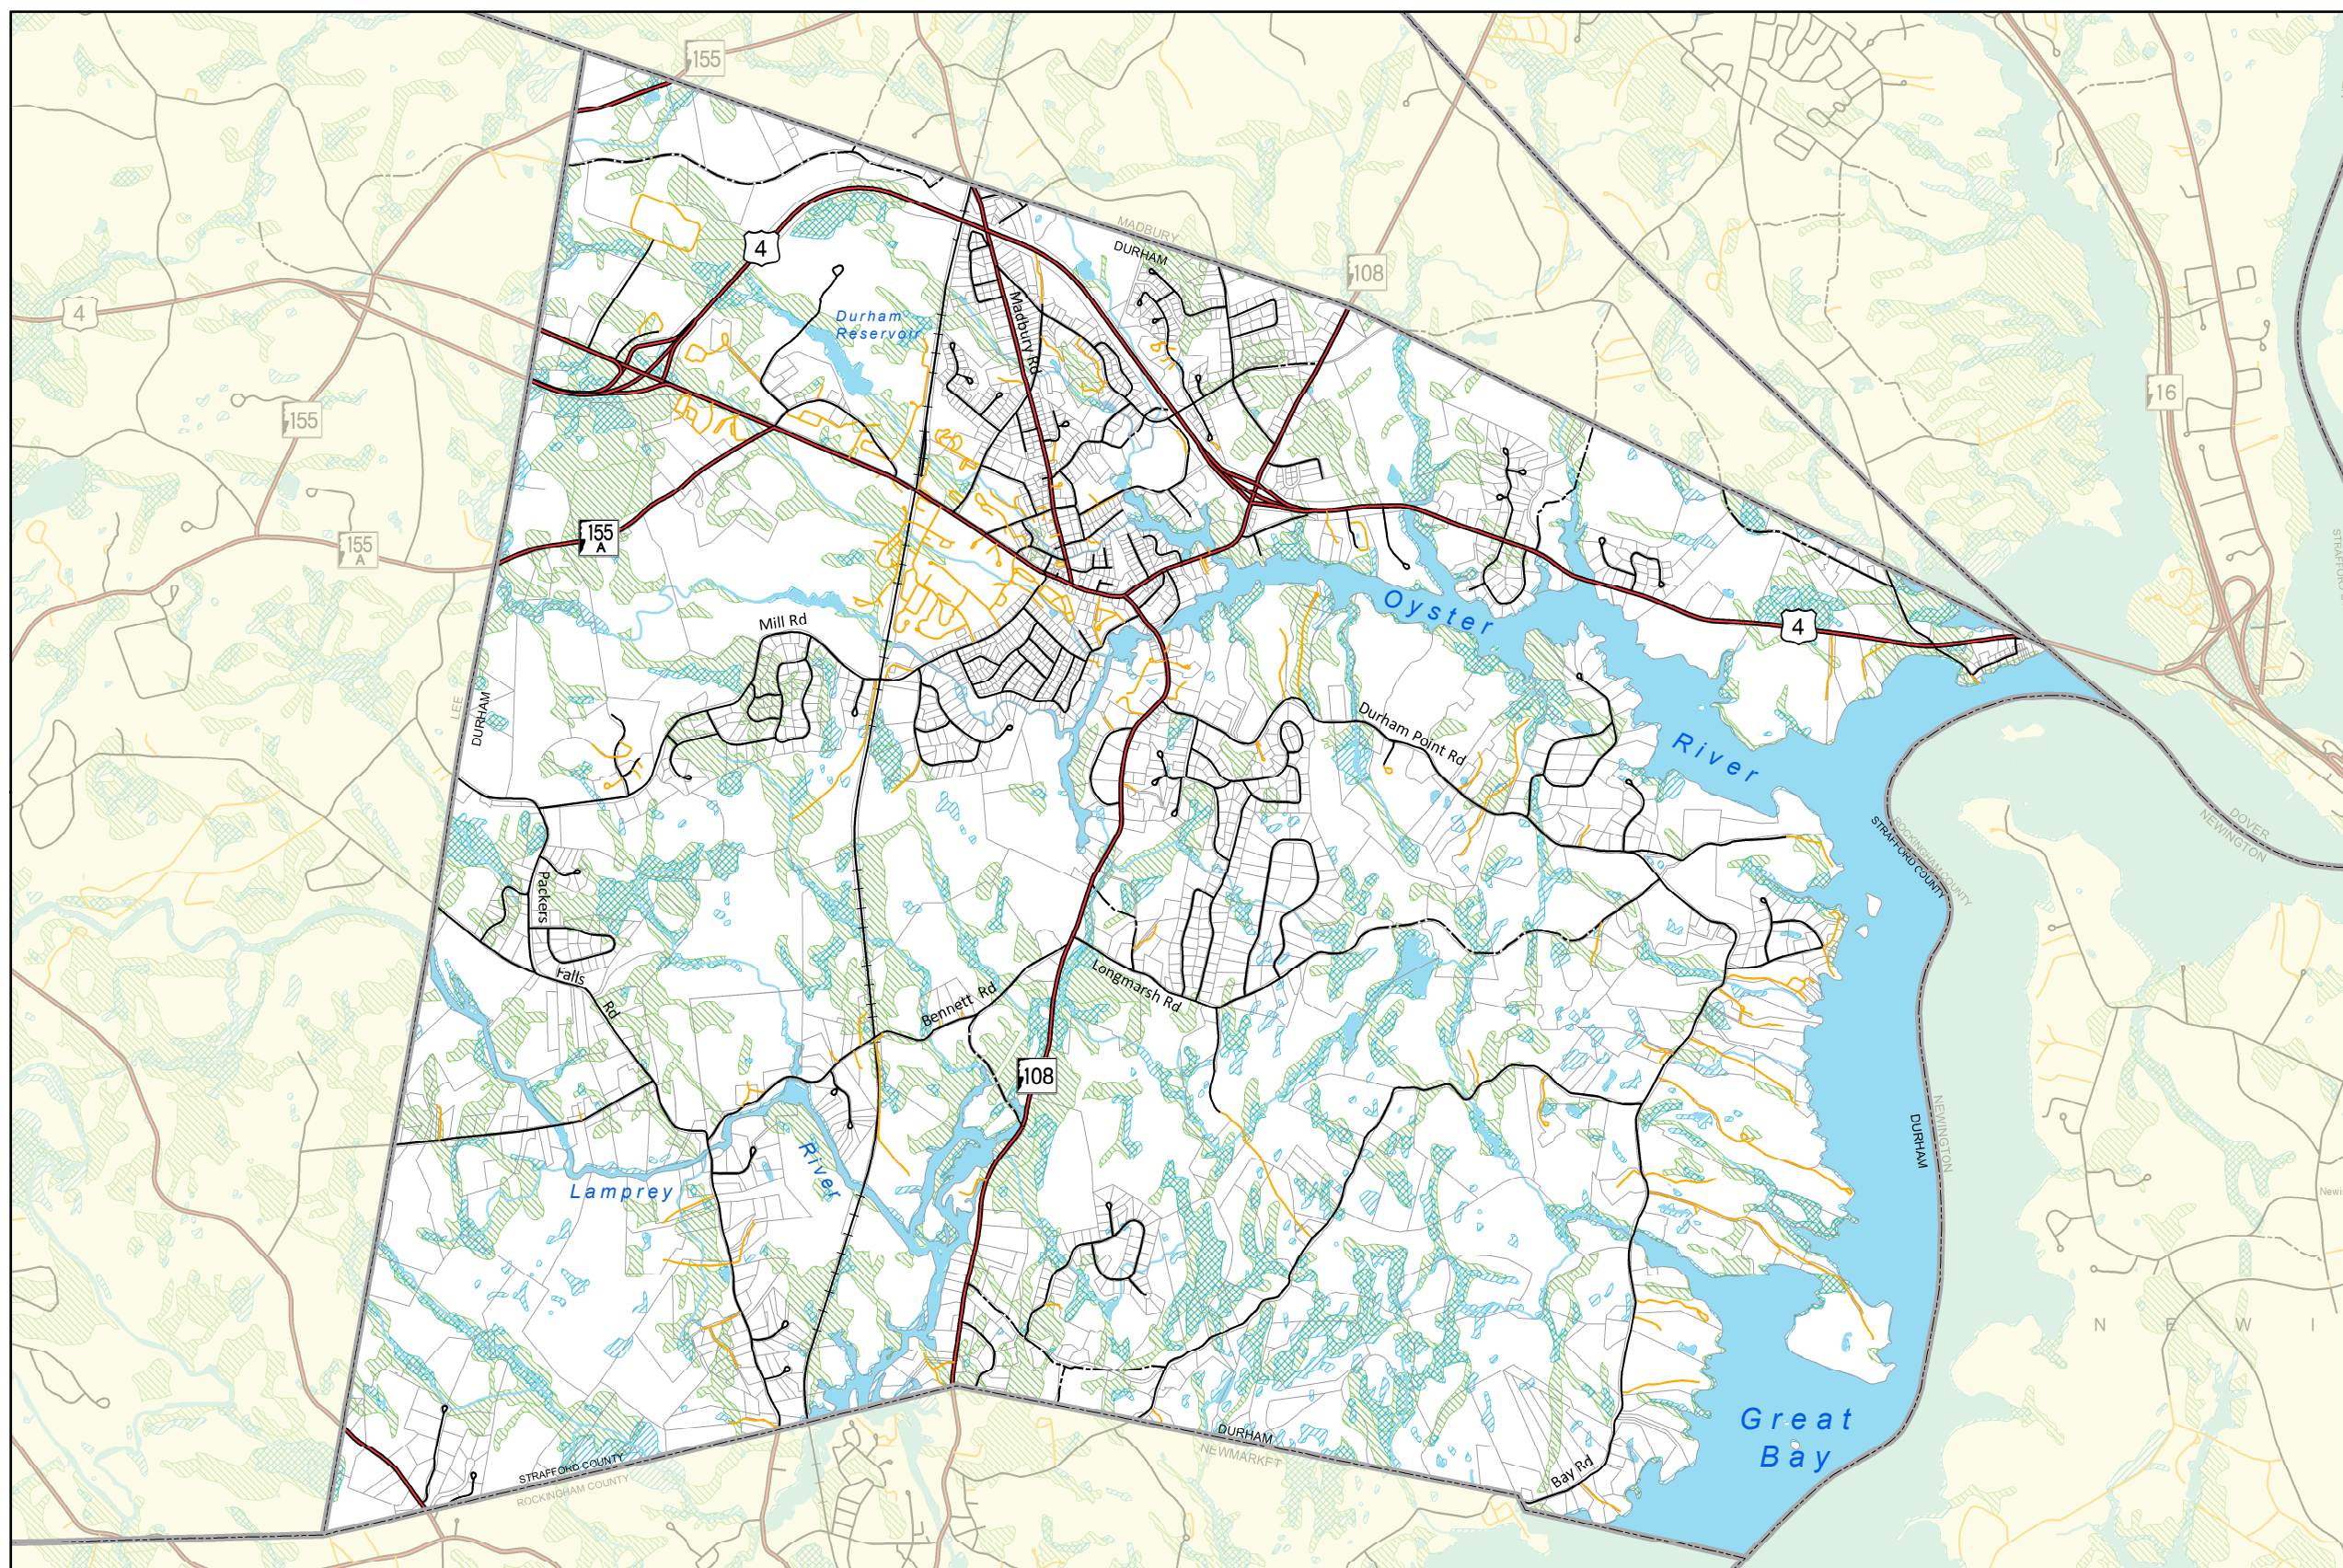 155
MADBURY
DURHAM
4
108
4
Durham
Reservoir
Madbury Rd
16
155
155
A
155
A
Oyster
4
Mill Rd
LEE
DURHAM
Durham Point Rd
River
DOVER
NEWINGTON
ROCKINGHAM COUNTY
STRAFFORD COUNTY
STRAFFOR
Packers
Falls
Rd
Longmarsh Rd
Bennett Rd
108
River
Lamprey
DURHAM
NEWINGTON
Newin
N E W I
Great
Bay
DURHAM
NEWMARKET
STRAFFORD COUNTY
ROCKINGHAM COUNTY
Bay Rd